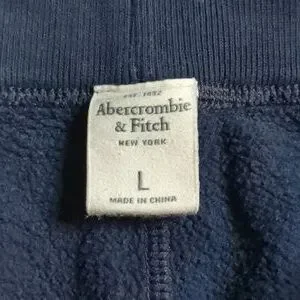 EST 1892
Abercrombie
& Fitch
NEW YORK
L
MADE IN CHINA